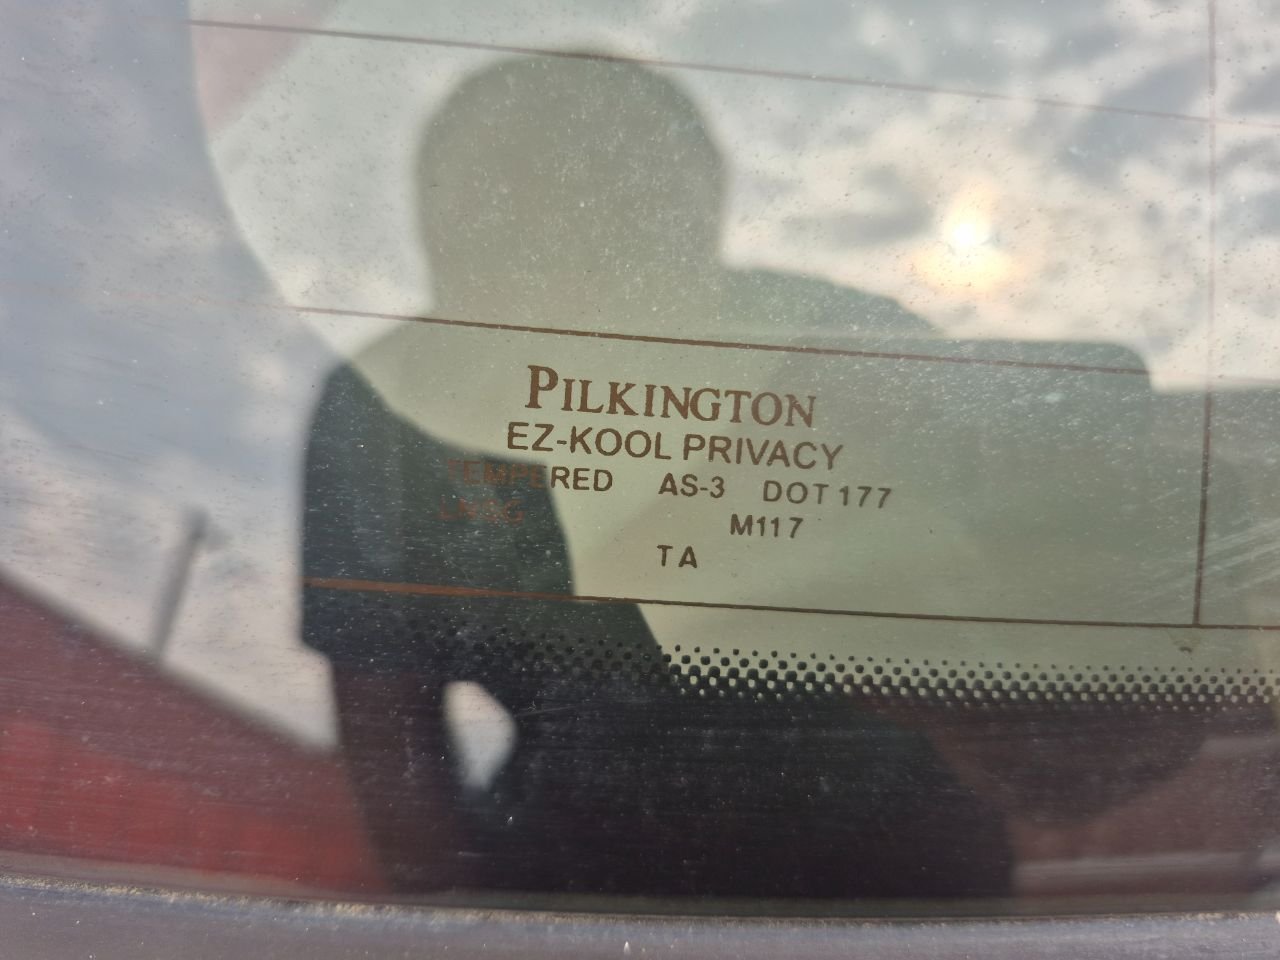 PILKINGTON
EZ-KOOL PRIVACY
TEMPERED AS-3 DOT 177
M117
TA